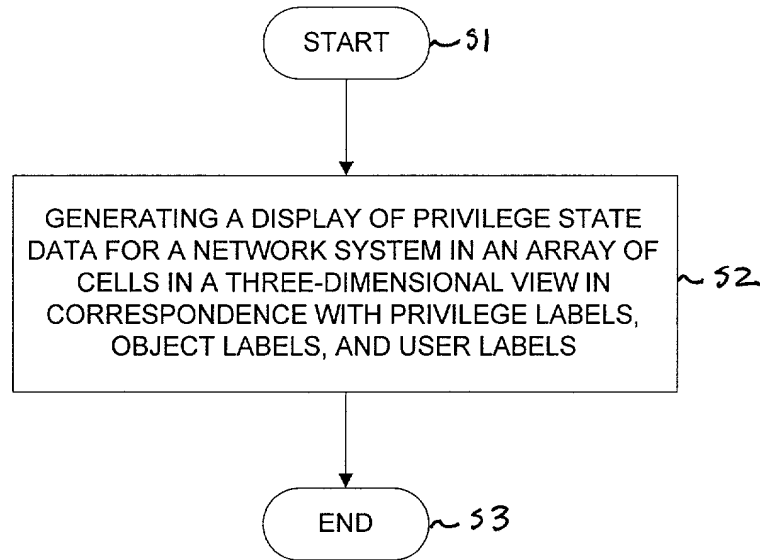 START
S1
GENERATING A DISPLAY OF PRIVILEGE STATE
DATA FOR A NETWORK SYSTEM IN AN ARRAY OF
CELLS IN A THREE-DIMENSIONAL VIEW IN
CORRESPONDENCE WITH PRIVILEGE LABELS,
OBJECT LABELS, AND USER LABELS
S2
END
S3